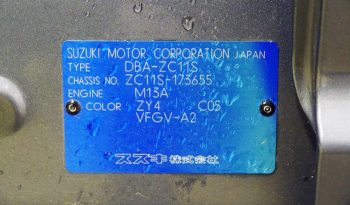 SUZUKI MOTOR CORPORATION JAPAN
TYPE DBA-ZC11S
CHASSIS NO. ZC11S-173655
ENGINE M13A
COLOR ZY4 C05
VFGV-A2
スズキ株式会社